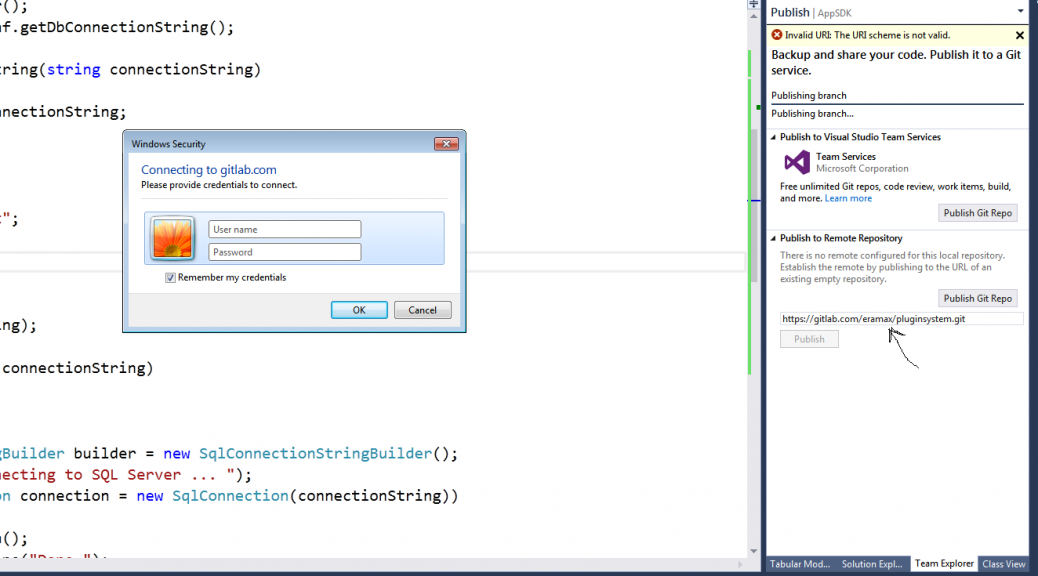 r();
nf.getDbConnectionString();
tring(string connectionString)
nnectionString;
";
ng);
connectionString)
gBuilder builder = new SqlConnectionStringBuilder();
necting to SQL Server ... ");
on connection = new SqlConnection(connectionString))
();
Windows Security
Connecting to gitlab.com
Please provide credentials to connect.
User name
Password
Remember my credentials
OK
Cancel
Publish | AppSDK
Invalid URI: The URI scheme is not valid.
Backup and share your code. Publish it to a Git
service.
Publishing branch
Publishing branch...
Publish to Visual Studio Team Services
Team Services
Microsoft Corporation
Free unlimited Git repos, code review, work items, build,
and more. Learn more
Publish Git Repo
Publish to Remote Repository
There is no remote configured for this local repository.
Establish the remote by publishing to the URL of an
existing empty repository.
Publish Git Repo
https://gitlab.com/eramax/pluginsystem.git
Publish
Tabular Mod...
Solution Expl...
Team Explorer
Class View